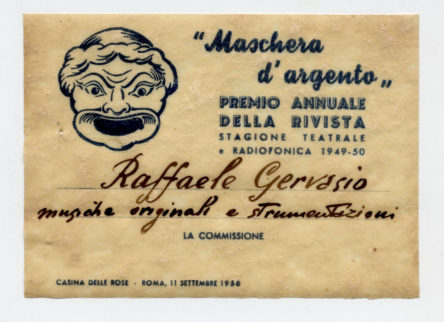 "Maschera
d'argento„
PREMIO ANNUALE
DELLA RIVISTA
STAGIONE TEATRALE
e RADIOFONICA 1949-50
Raffaele Gervasio
musiche originali e strumentazioni
LA COMMISSIONE
CASINA DELLE ROSE - ROMA, 11 SETTEMBRE 1950